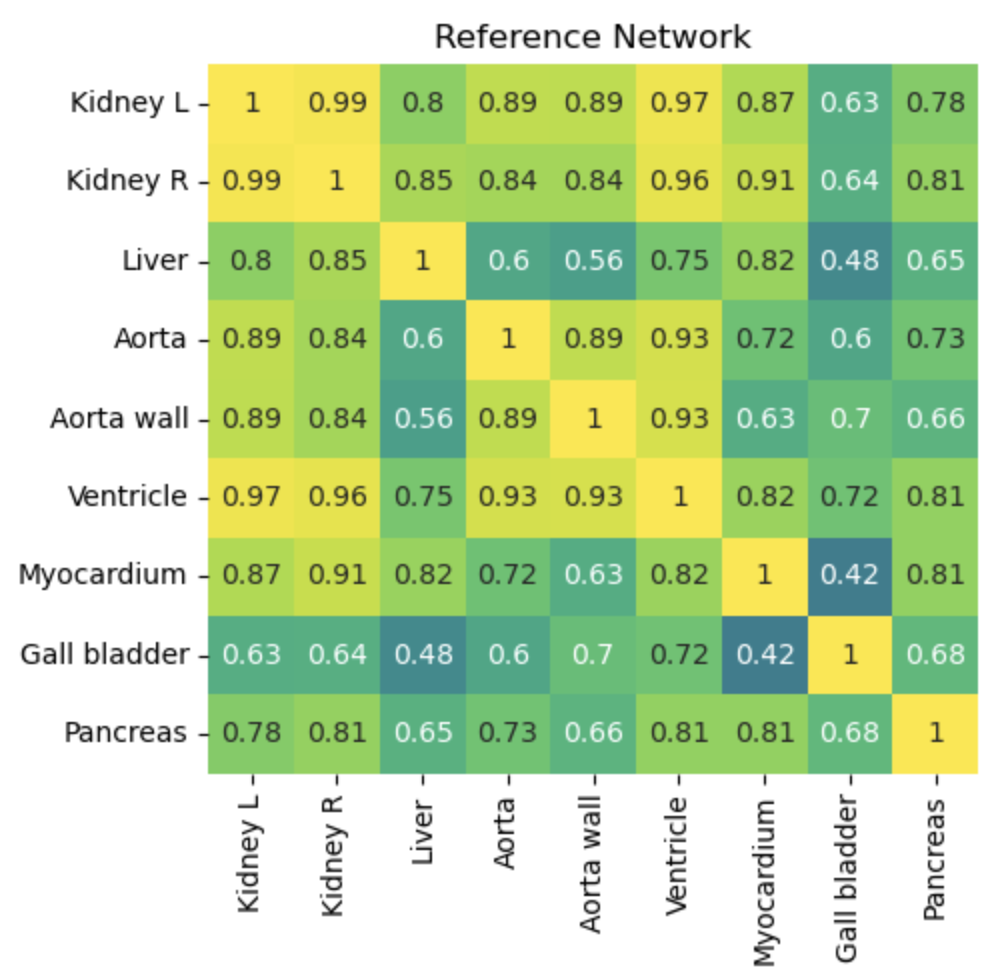 Reference Network
Kidney L 1 0.99 0.8 0.89 0.89 0.97 0.87 0.63 0.78
Kidney R 0.99 1 0.85 0.84 0.84 0.96 0.91 0.64 0.81
Liver 0.8 0.85 1 0.6 0.56 0.75 0.82 0.48 0.65
Aorta 0.89 0.84 0.6 1 0.89 0.93 0.72 0.6 0.73
Aorta wall 0.89 0.84 0.56 0.89 1 0.93 0.63 0.7 0.66
Ventricle 0.97 0.96 0.75 0.93 0.93 1 0.82 0.72 0.81
Myocardium 0.87 0.91 0.82 0.72 0.63 0.82 1 0.42 0.81
Gall bladder 0.63 0.64 0.48 0.6 0.7 0.72 0.42 1 0.68
Pancreas 0.78 0.81 0.65 0.73 0.66 0.81 0.81 0.68 1
Kidney L
Kidney R
Liver
Aorta
Aorta wall
Ventricle
Myocardium
Gall bladder
Pancreas